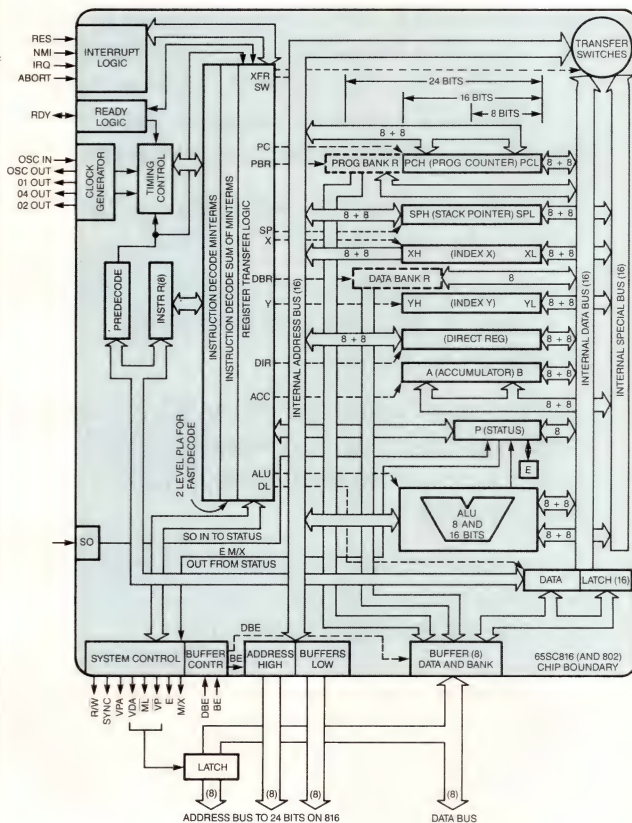 RES
NMI
IRQ
ABORT
INTERRUPT
LOGIC
RDY
READY
LOGIC
OSC IN
OSC OUT
01 OUT
04 OUT
02 OUT
CLOCK
GENERATOR
TIMING
CONTROL
PREDECODE
INSTR R(8)
INSTRUCTION DECODE MINTERMS
INSTRUCTION DECODE SUM OF MINTERMS
REGISTER TRANSFER LOGIC
2 LEVEL PLA FOR
FAST DECODE
XFR
SW
PC
PBR
SP
X
DBR
Y
DIR
ACC
ALU
DL
INTERNAL ADDRESS BUS (16)
TRANSFER
SWITCHES
24 BITS
16 BITS
8 BITS
8 + 8
PROG BANK R
PCH (PROG COUNTER) PCL
8 + 8
8 + 8
SPH (STACK POINTER) SPL
8 + 8
8 + 8
XH (INDEX X) XL
8 + 8
DATA BANK R
8
YH (INDEX Y) YL
8 + 8
8 + 8
(DIRECT REG)
8 + 8
A (ACCUMULATOR) B
8 + 8
8 + 8
P (STATUS)
8
E
ALU
8 AND
16 BITS
8 + 8
8 + 8
INTERNAL DATA BUS (16)
INTERNAL SPECIAL BUS (16)
SO
SO IN TO STATUS
E M/X
OUT FROM STATUS
DATA
LATCH (16)
DBE
SYSTEM CONTROL
BUFFER
CONTR
BE
ADDRESS
HIGH
BUFFERS
LOW
BUFFER (8)
DATA AND BANK
65SC816 (AND 802)
CHIP BOUNDARY
R/W
SYNC
VPA
VDA
ML
VP
E
M/X
DBE
BE
LATCH
(8)
(8)
(8)
(8)
ADDRESS BUS TO 24 BITS ON 816
DATA BUS